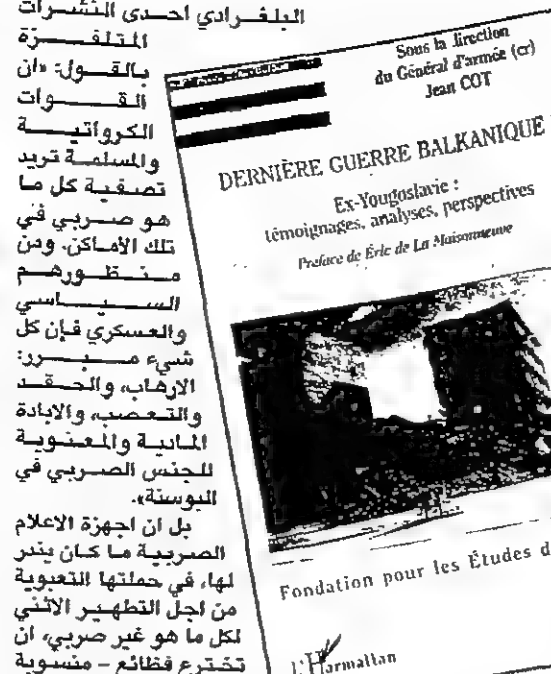 البلغرادي احدى النشرات
المتلفزة
بالقول: «ان
القوات
الكرواتية
والمسلمة تريد
تصفية كل ما
هو صربي في
تلك الأماكن. ومن
منظورهم
السياسي
والعسكري فإن كل
شيء مبرر:
الارهاب، والحقد
والتعصب، والابادة
المادية والمعنوية
للجنس الصربي في
البوسنة».
بل ان اجهزة الاعلام
الصربية ما كان يندر
لها، في حملتها التعبوية
من اجل التطهير الاثني
لكل ما هو غير صربي، ان
تخترع فظائع – منسوبة
Sous la direction
du Général d'armée (cr)
Jean COT
DERNIÈRE GUERRE BALKANIQUE
Ex-Yougoslavie :
témoignages, analyses, perspectives
Préface de Éric de La Maisonneuve
Fondation pour les Études d
L'Harmattan